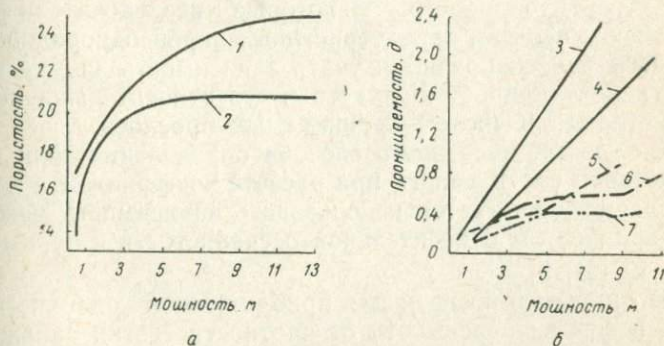 24
22
20
18
16
14
Пористость, %
1
2
1 3 5 7 9 11 13
Мощность м
а
2,4
2,0
1,6
1,2
0,8
0,4
0
Проницаемость, д
3
4
5
6
7
1 3 5 7 9 11
Мощность м
б